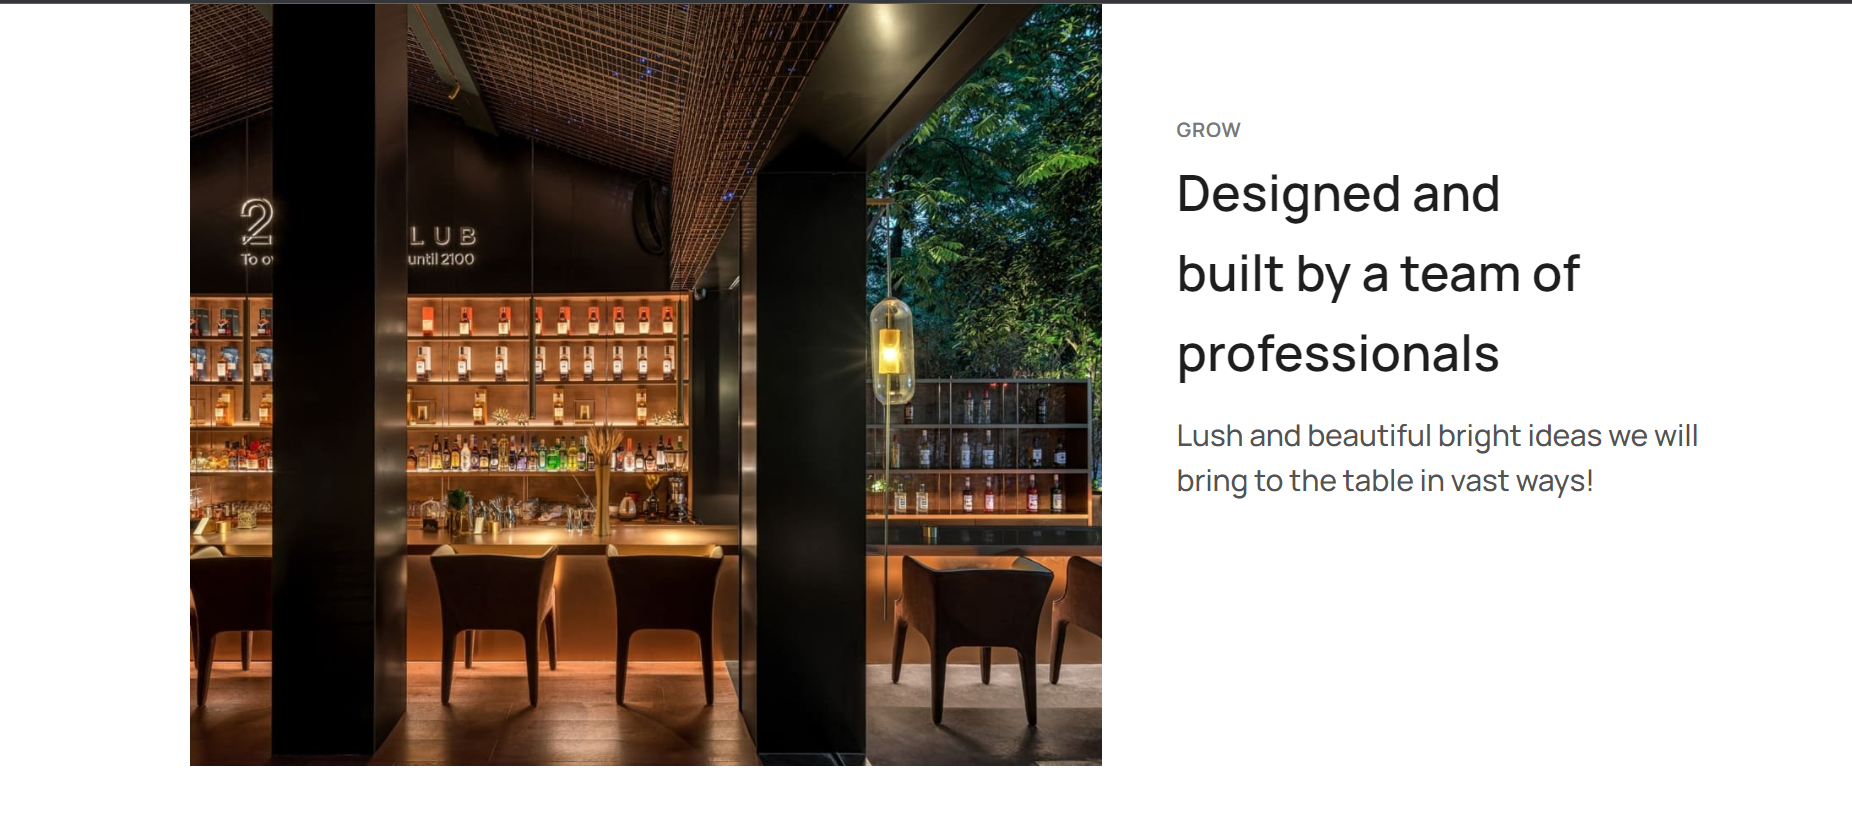 2
LUB
To
until 2100
GROW
Designed and
built by a team of
professionals
Lush and beautiful bright ideas we will
bring to the table in vast ways!